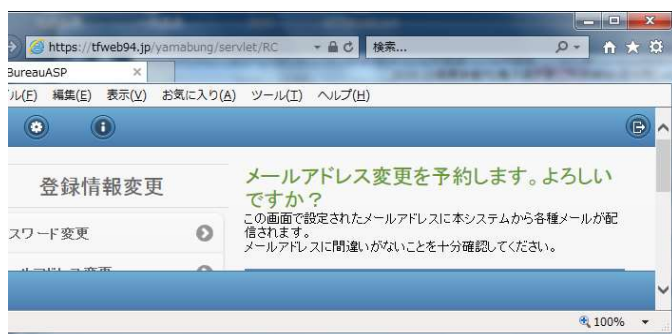 https://tfweb94.jp/yamabung/servlet/RC
検索...
BureauASP
ル(F) 編集(E) 表示(V) お気に入り(A) ツール(T) ヘルプ(H)
登録情報変更
スワード変更
メールアドレス変更を予約します。よろしい
ですか？
この画面で設定されたメールアドレスに本システムから各種メールが配
信されます。
メールアドレスに間違いがないことを十分確認してください。
100%